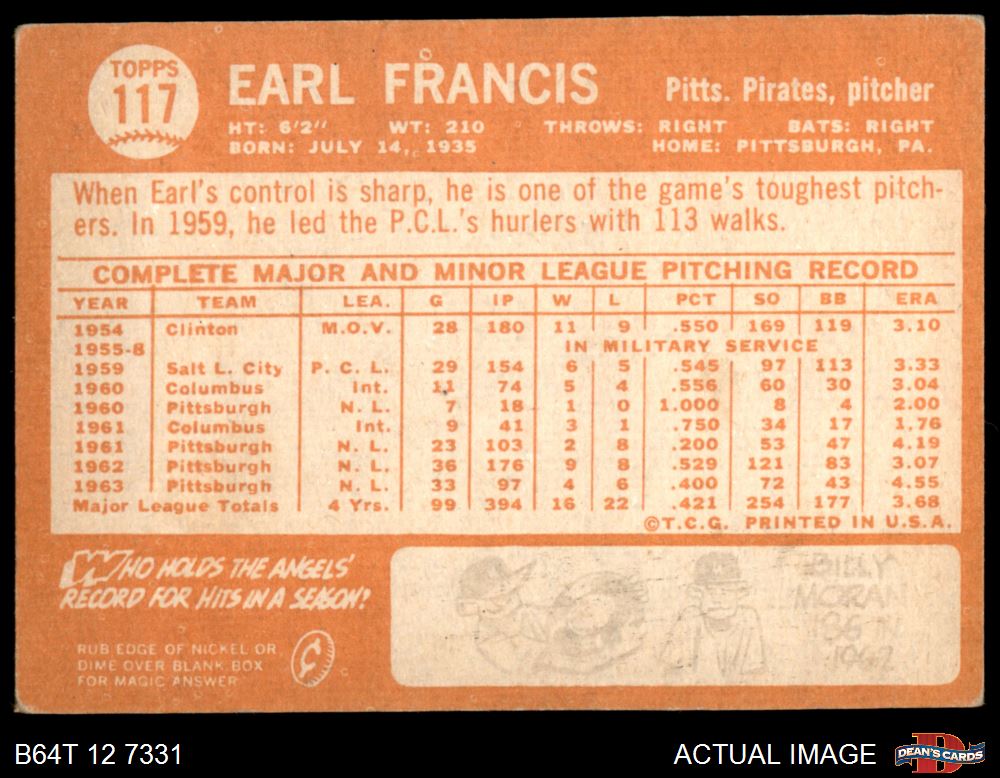 TOPPS
117
EARL FRANCIS
Pitts. Pirates, pitcher
HT: 6'2" WT: 210 THROWS: RIGHT BATS: RIGHT
BORN: JULY 14, 1935 HOME: PITTSBURGH, PA.
When Earl's control is sharp, he is one of the game's toughest pitch-
ers. In 1959, he led the P.C.L.'s hurlers with 113 walks.
COMPLETE MAJOR AND MINOR LEAGUE PITCHING RECORD
YEAR TEAM LEA. G IP W L PCT SO BB ERA
1954 Clinton M.O.V. 28 180 11 9 .550 169 119 3.10
1955-8 IN MILITARY SERVICE
1959 Salt L. City P. C. L. 29 154 6 5 .545 97 113 3.33
1960 Columbus Int. 11 74 5 4 .556 60 30 3.04
1960 Pittsburgh N. L. 7 18 1 0 1.000 8 4 2.00
1961 Columbus Int. 9 41 3 1 .750 34 17 1.76
1961 Pittsburgh N. L. 23 103 2 8 .200 53 47 4.19
1962 Pittsburgh N. L. 36 176 9 8 .529 121 83 3.07
1963 Pittsburgh N. L. 33 97 4 6 .400 72 43 4.55
Major League Totals 4 Yrs. 99 394 16 22 .421 254 177 3.68
©T.C.G. PRINTED IN U.S.A.
WHO HOLDS THE ANGELS'
RECORD FOR HITS IN A SEASON?
RUB EDGE OF NICKEL OR
DIME OVER BLANK BOX
FOR MAGIC ANSWER
BILLY
MORAN
186 IN
1962
B64T 12 7331
ACTUAL IMAGE
DEAN'S CARDS